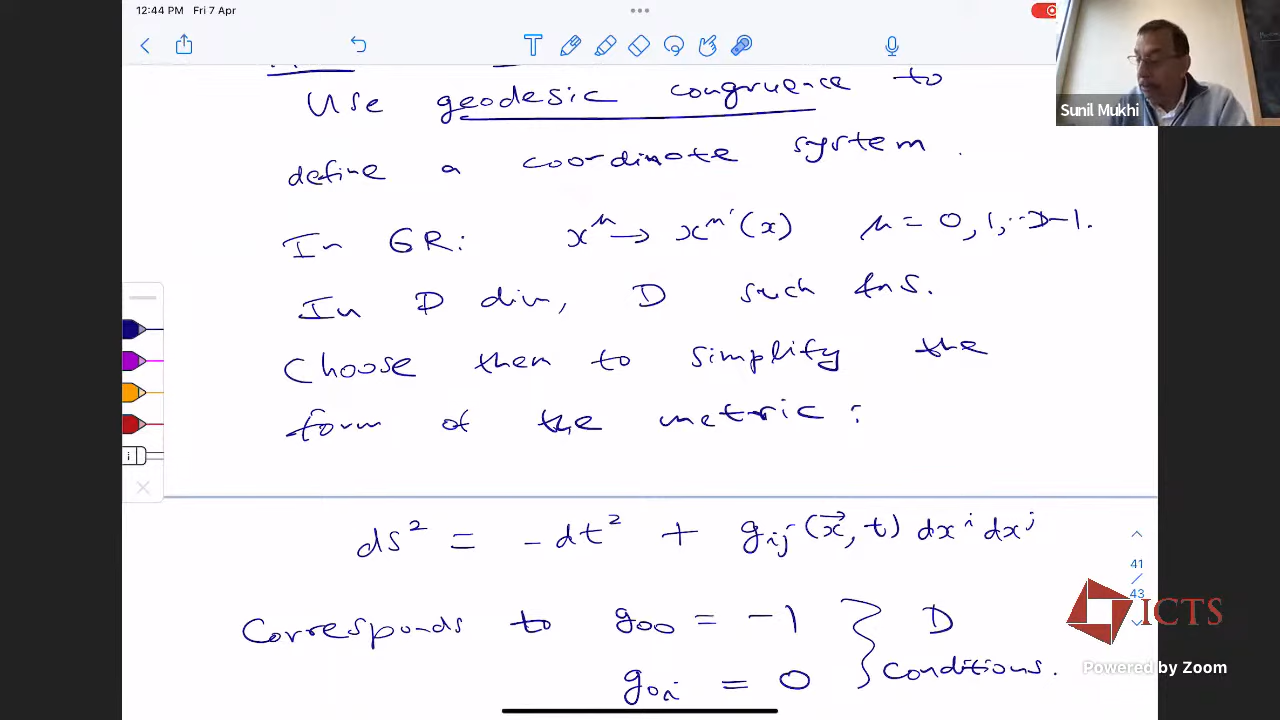 12:44 PM Fri 7 Apr
Sunil Mukhi
Use geodesic congruence to
define a coordinate system.
In GR: x^μ → x^μ'(x) μ = 0, 1, ·· D-1.
In D dim, D such fns.
Choose them to simplify the
form of the metric:
ds² = -dt² + g_ij (x⃗, t) dx^i dx^j
41
/
43
Corresponds to g_00 = -1 } D
g_0i = 0 } conditions.
ICTS
Powered by Zoom